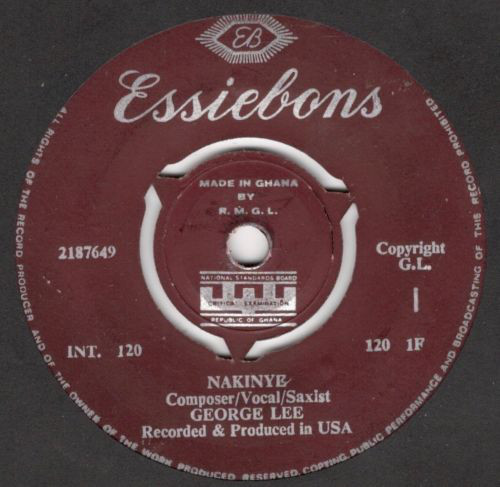 EB
Essiebons
MADE IN GHANA
BY
R. M. G. L.
2187649
Copyright
G.L.
NATIONAL STANDARDS BOARD
CRITICAL EXAMINATION
REPUBLIC OF GHANA
I
INT. 120
120 1F
NAKINYE
Composer/Vocal/Saxist
GEORGE LEE
Recorded & Produced in USA
ALL RIGHTS OF THE RECORD PRODUCER AND OF THE OWNER OF THE WORK PRODUCED RESERVED. COPYING, PUBLIC PERFORMANCE AND BROADCASTING OF THIS RECORD PROHIBITED